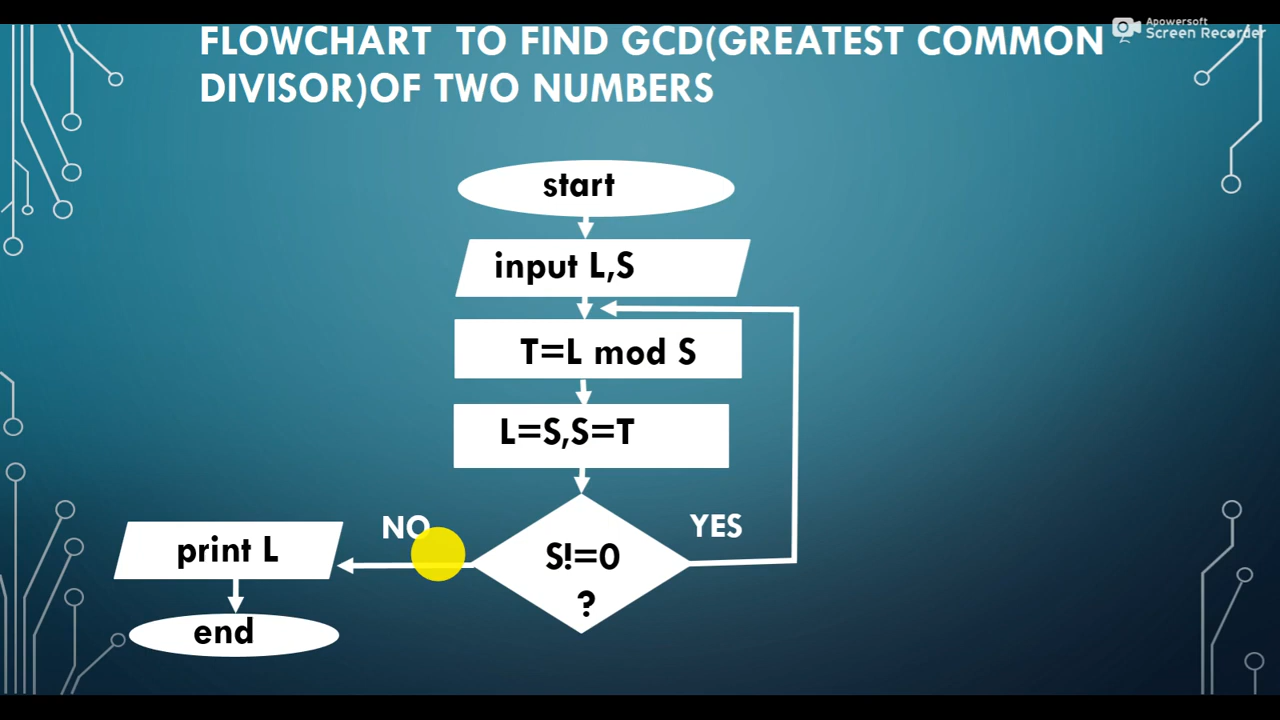 Apowersoft
Screen Recorder
FLOWCHART TO FIND GCD(GREATEST COMMON
DIVISOR)OF TWO NUMBERS
start
input L,S
T=L mod S
L=S,S=T
NO
YES
S!=0
?
print L
end